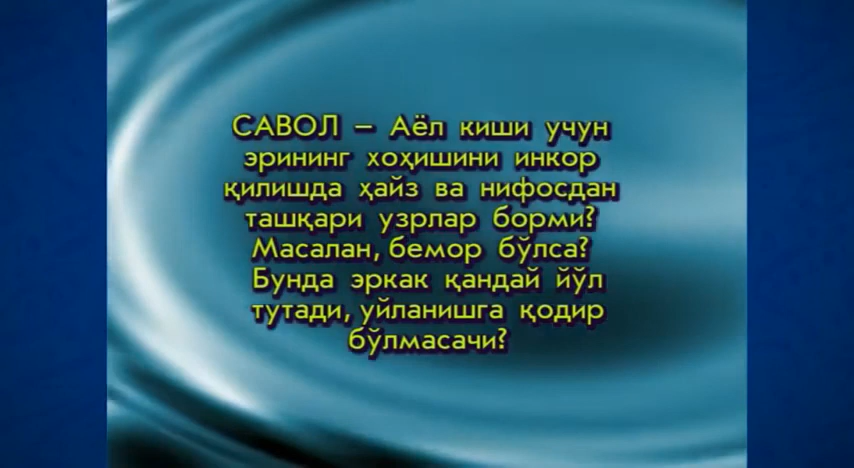 САВОЛ – Аёл киши учун
эрининг хоҳишини инкор
қилишда ҳайз ва нифосдан
ташқари узрлар борми?
Масалан, бемор бўлса?
Бунда эркак қандай йўл
тутади, уйланишга қодир
бўлмасачи?